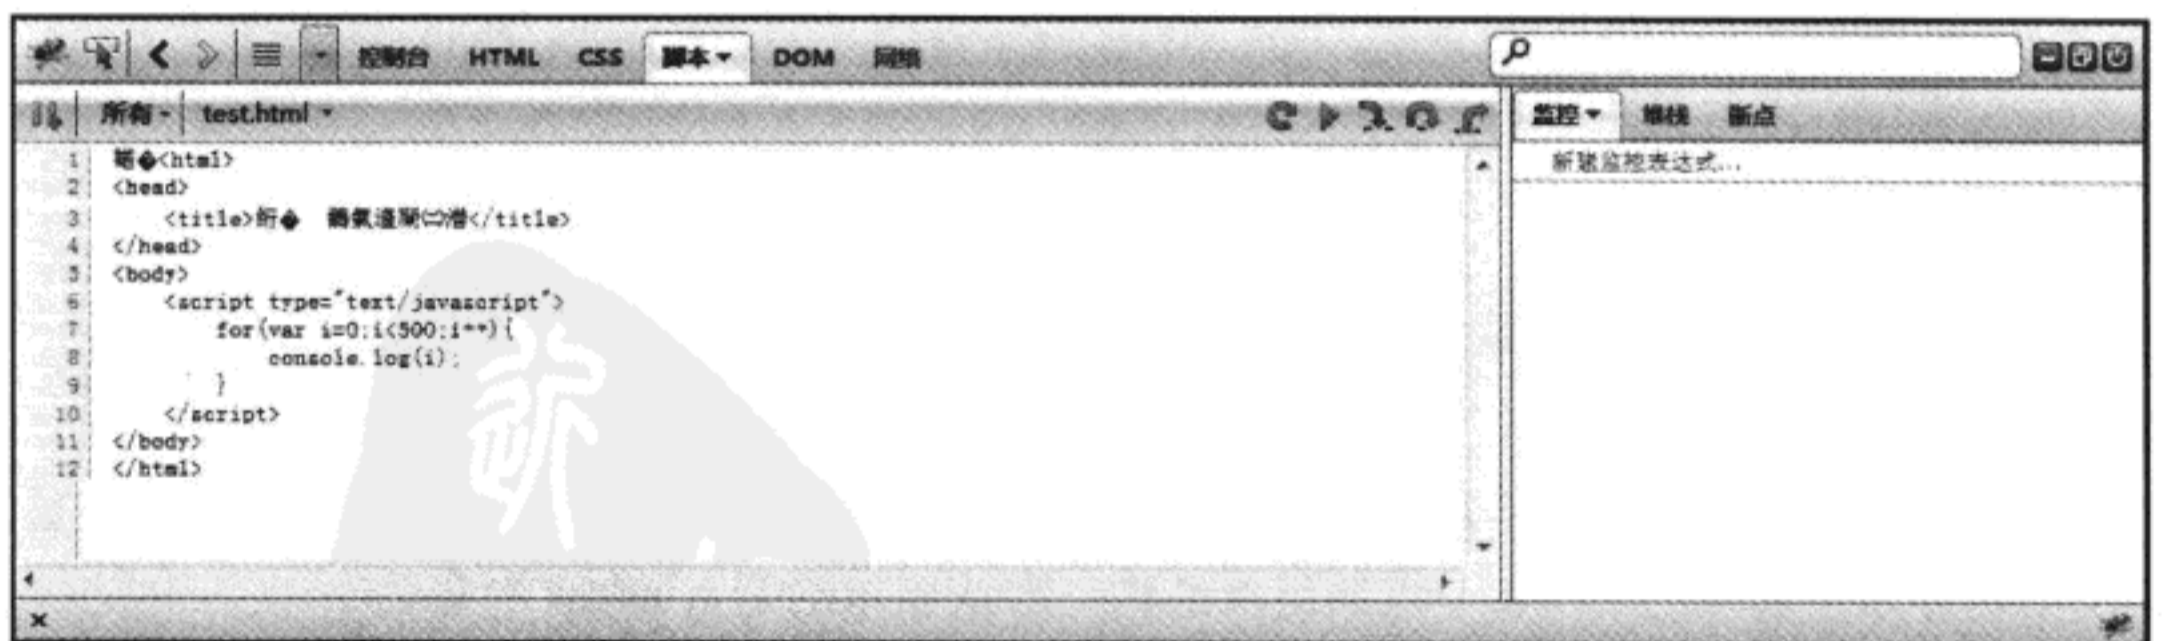 控制台 HTML CSS 脚本 DOM 网络
所有 test.html
监控 堆栈 断点
新建监控表达式...
1 �<html>
2 <head>
3 <title> </title>
4 </head>
5 <body>
6 <script type="text/javascript">
7 for(var i=0;i<500;i++){
8 console.log(i);
9 }
10 </script>
11 </body>
12 </html>